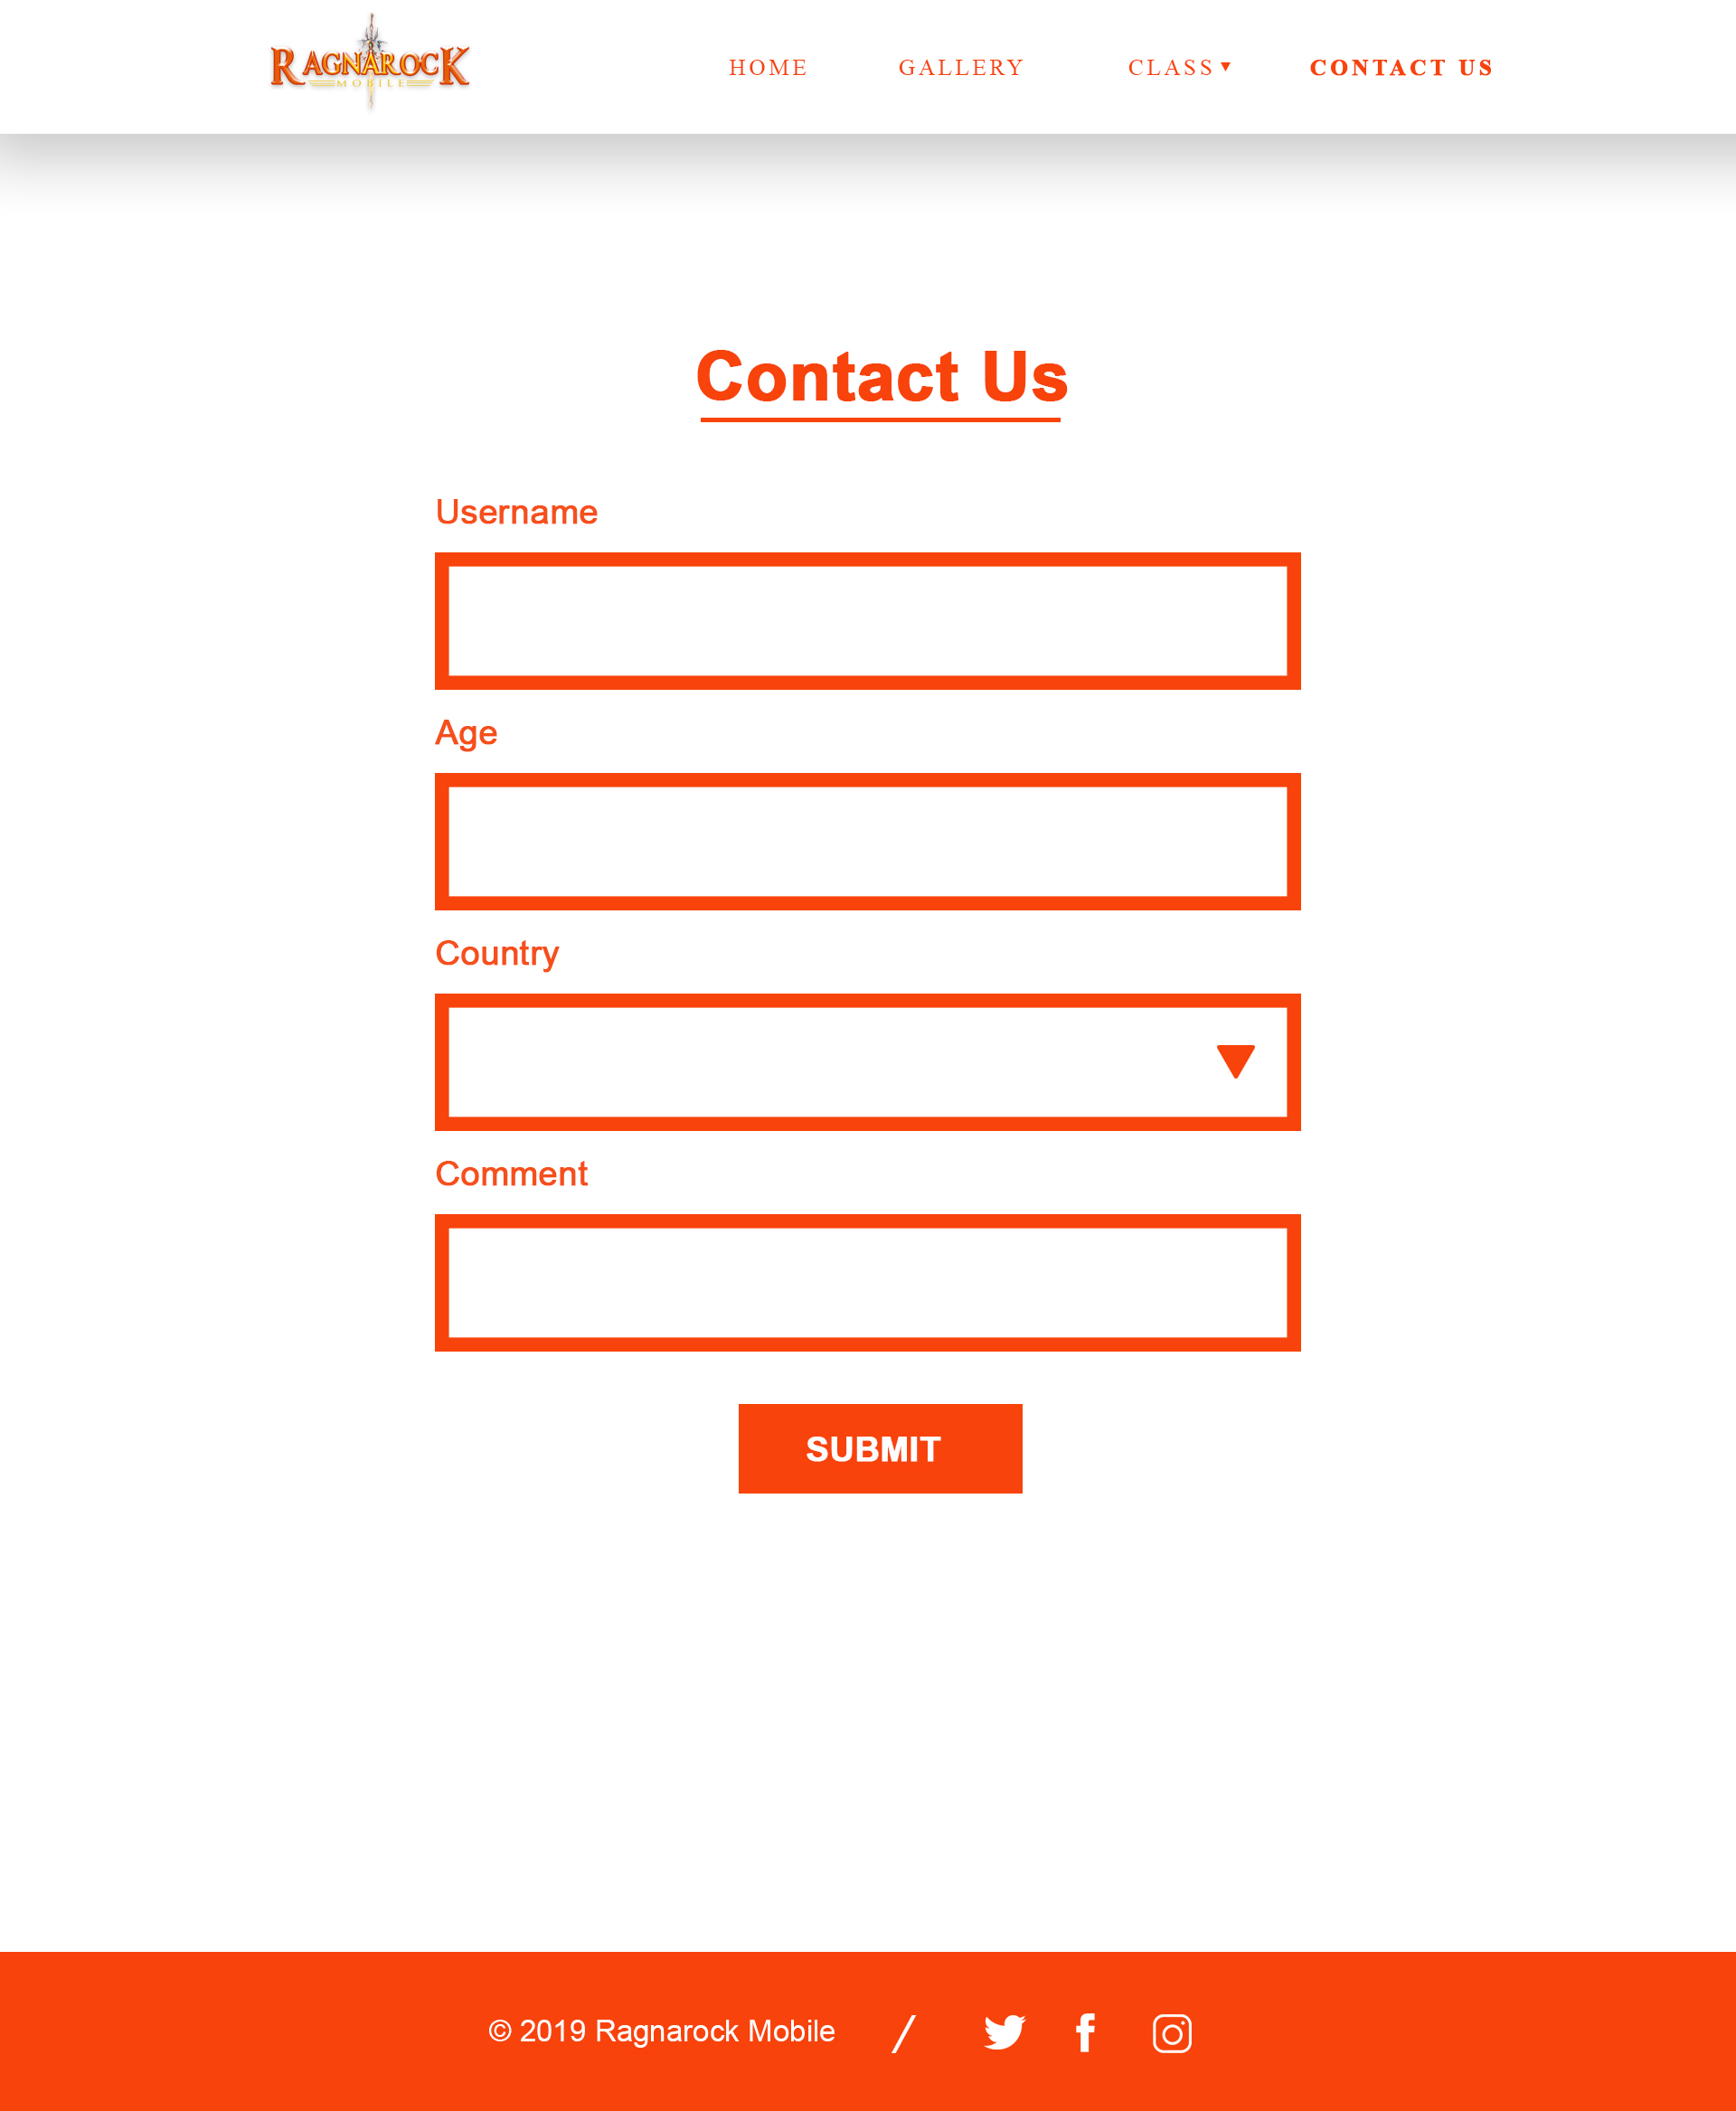 RAGNAROCK
MOBILE
HOME GALLERY CLASS CONTACT US
Contact Us
Username
Age
Country
Comment
SUBMIT
© 2019 Ragnarock Mobile /